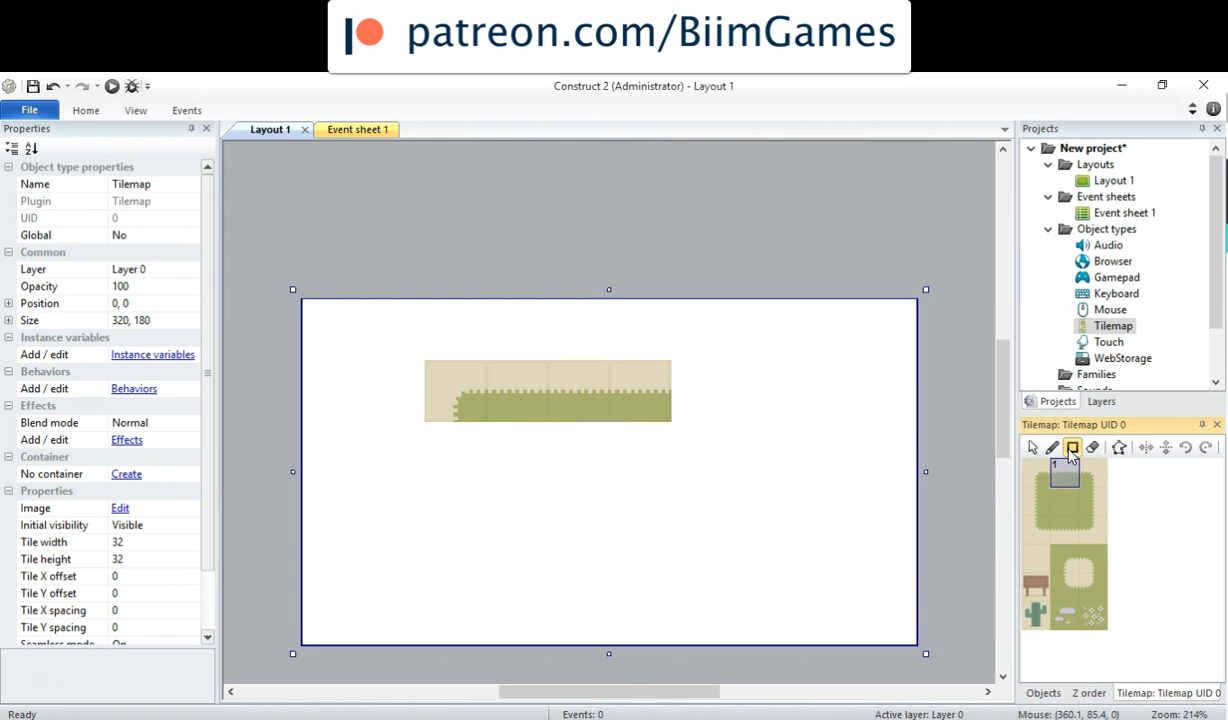 patreon.com/BiimGames
Construct 2 (Administrator) - Layout 1
File
Home
View
Events
Properties
Layout 1
Event sheet 1
Projects
Object type properties
Name Tilemap
Plugin Tilemap
UID 0
Global No
Common
Layer Layer 0
Opacity 100
Position 0, 0
Size 320, 180
Instance variables
Add / edit Instance variables
Behaviors
Add / edit Behaviors
Effects
Blend mode Normal
Add / edit Effects
Container
No container Create
Properties
Image Edit
Initial visibility Visible
Tile width 32
Tile height 32
Tile X offset 0
Tile Y offset 0
Tile X spacing 0
Tile Y spacing 0
Seamless mode On
New project*
Layouts
Layout 1
Event sheets
Event sheet 1
Object types
Audio
Browser
Gamepad
Keyboard
Mouse
Tilemap
Touch
WebStorage
Families
Sounds
Projects
Layers
Tilemap: Tilemap UID 0
1
Objects
Z order
Tilemap: Tilemap UID 0
Ready
Events: 0
Active layer: Layer 0
Mouse: (360.1, 85.4, 0)
Zoom: 214%